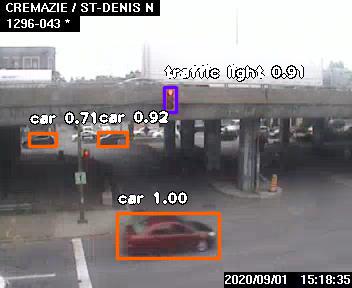 CREMAZIE / ST-DENIS N
1296-043 *
traffic light 0.91
car 0.71
car 0.92
car 1.00
2020/09/01 15:18:35